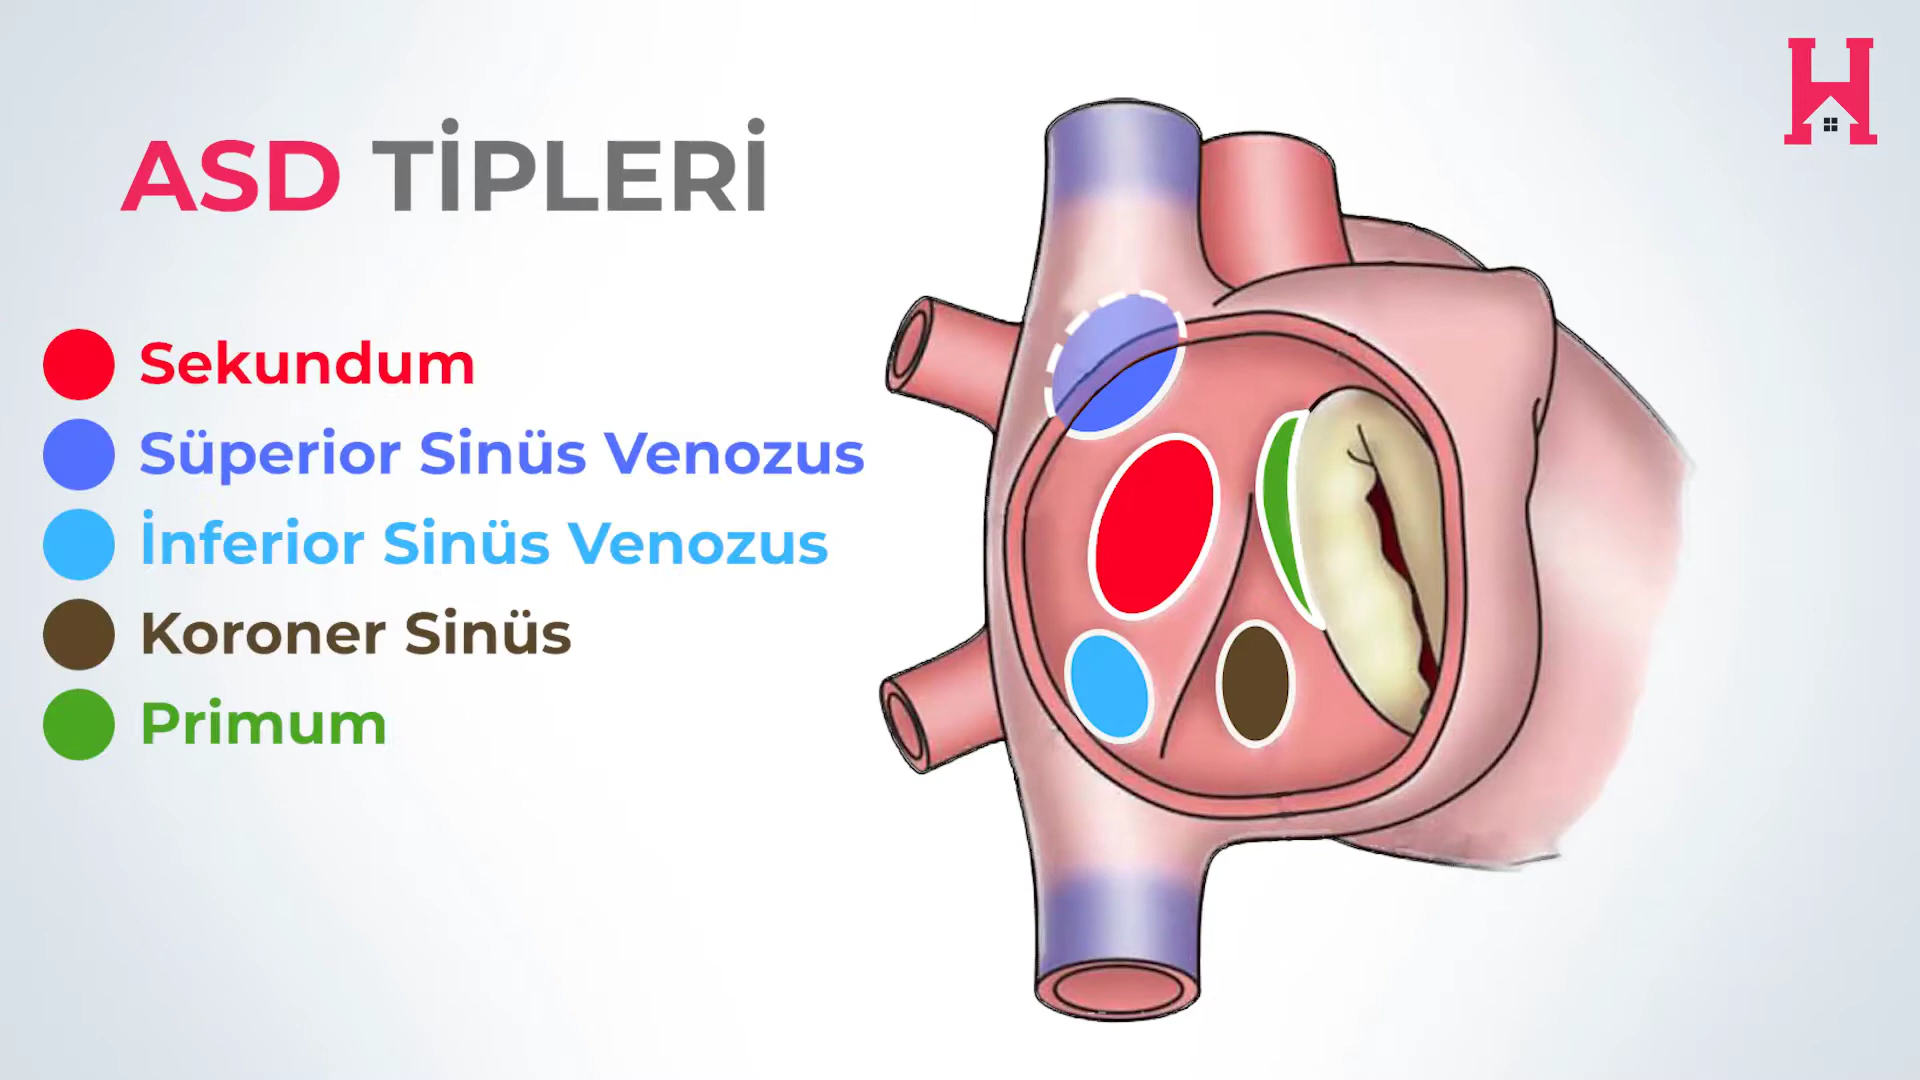 ASD TİPLERİ
Sekundum
Süperior Sinüs Venozus
İnferior Sinüs Venozus
Koroner Sinüs
Primum